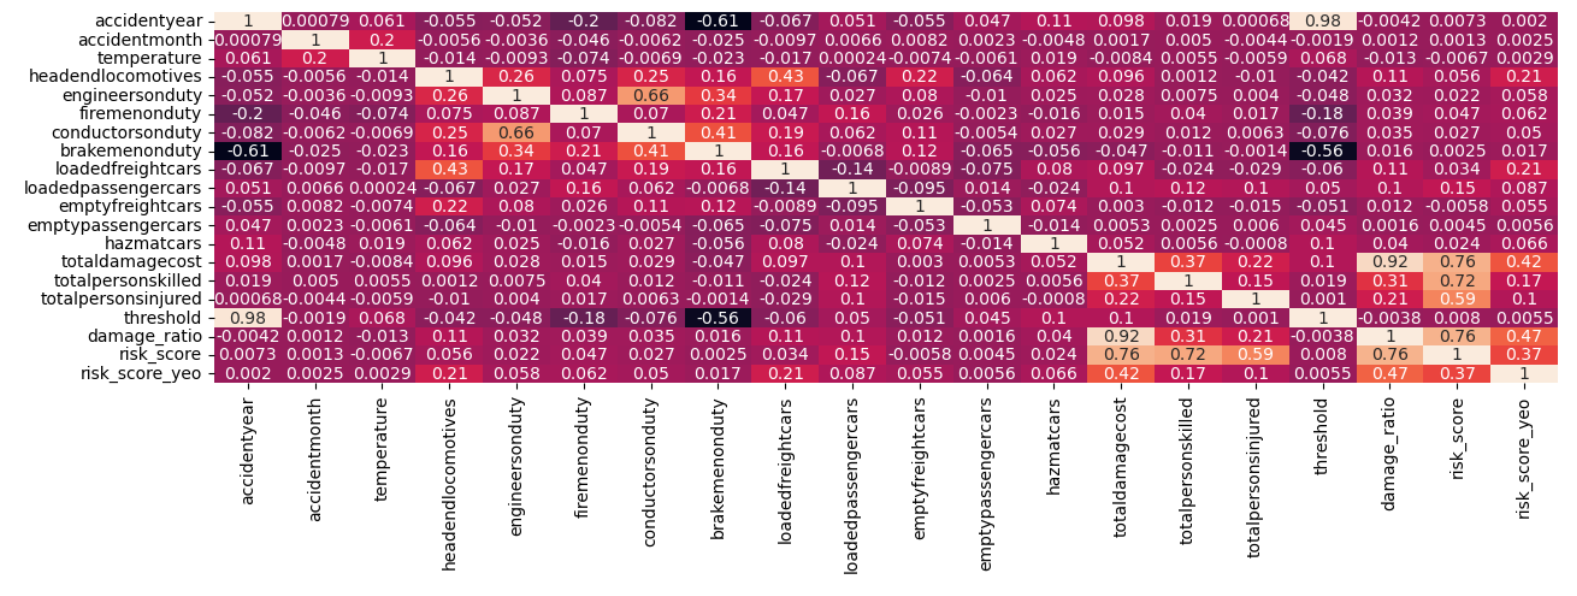 accidentyear 1 0.00079 0.061 -0.055 -0.052 -0.2 -0.082 -0.61 -0.067 0.051 -0.055 0.047 0.11 0.098 0.019 0.00068 0.98 -0.0042 0.0073 0.002
accidentmonth 0.00079 1 0.2 -0.0056 -0.0036 -0.046 -0.0062 -0.025 -0.0097 0.0066 0.0082 0.0023 -0.0048 0.0017 0.005 -0.0044 -0.0019 0.0012 0.0013 0.0025
temperature 0.061 0.2 1 -0.014 -0.0093 -0.074 -0.0069 -0.023 -0.017 0.00024 -0.0074 -0.0061 0.019 -0.0084 0.0055 -0.0059 0.068 -0.013 -0.0067 0.0029
headendlocomotives -0.055 -0.0056 -0.014 1 0.26 0.075 0.25 0.16 0.43 -0.067 0.22 -0.064 0.062 0.096 0.0012 -0.01 -0.042 0.11 0.056 0.21
engineersonduty -0.052 -0.0036 -0.0093 0.26 1 0.087 0.66 0.34 0.17 0.027 0.08 -0.01 0.025 0.028 0.0075 0.004 -0.048 0.032 0.022 0.058
firemenonduty -0.2 -0.046 -0.074 0.075 0.087 1 0.07 0.21 0.047 0.16 0.026 -0.0023 -0.016 0.015 0.04 0.017 -0.18 0.039 0.047 0.062
conductorsonduty -0.082 -0.0062 -0.0069 0.25 0.66 0.07 1 0.41 0.19 0.062 0.11 -0.0054 0.027 0.029 0.012 0.0063 -0.076 0.035 0.027 0.05
brakemenonduty -0.61 -0.025 -0.023 0.16 0.34 0.21 0.41 1 0.16 -0.0068 0.12 -0.065 -0.056 -0.047 -0.011 -0.0014 -0.56 0.016 0.0025 0.017
loadedfreightcars -0.067 -0.0097 -0.017 0.43 0.17 0.047 0.19 0.16 1 -0.14 -0.0089 -0.075 0.08 0.097 -0.024 -0.029 -0.06 0.11 0.034 0.21
loadedpassengercars 0.051 0.0066 0.00024 -0.067 0.027 0.16 0.062 -0.0068 -0.14 1 -0.095 0.014 -0.024 0.1 0.12 0.1 0.05 0.1 0.15 0.087
emptyfreightcars -0.055 0.0082 -0.0074 0.22 0.08 0.026 0.11 0.12 -0.0089 -0.095 1 -0.053 0.074 0.003 -0.012 -0.015 -0.051 0.012 -0.0058 0.055
emptypassengercars 0.047 0.0023 -0.0061 -0.064 -0.01 -0.0023 -0.0054 -0.065 -0.075 0.014 -0.053 1 -0.014 0.0053 0.0025 0.006 0.045 0.0016 0.0045 0.0056
hazmatcars 0.11 -0.0048 0.019 0.062 0.025 -0.016 0.027 -0.056 0.08 -0.024 0.074 -0.014 1 0.052 0.0056 -0.0008 0.1 0.04 0.024 0.066
totaldamagecost 0.098 0.0017 -0.0084 0.096 0.028 0.015 0.029 -0.047 0.097 0.1 0.003 0.0053 0.052 1 0.37 0.22 0.1 0.92 0.76 0.42
totalpersonskilled 0.019 0.005 0.0055 0.0012 0.0075 0.04 0.012 -0.011 -0.024 0.12 -0.012 0.0025 0.0056 0.37 1 0.15 0.019 0.31 0.72 0.17
totalpersonsinjured 0.00068 -0.0044 -0.0059 -0.01 0.004 0.017 0.0063 -0.0014 -0.029 0.1 -0.015 0.006 -0.0008 0.22 0.15 1 0.001 0.21 0.59 0.1
threshold 0.98 -0.0019 0.068 -0.042 -0.048 -0.18 -0.076 -0.56 -0.06 0.05 -0.051 0.045 0.1 0.1 0.019 0.001 1 -0.0038 0.008 0.0055
damage_ratio -0.0042 0.0012 -0.013 0.11 0.032 0.039 0.035 0.016 0.11 0.1 0.012 0.0016 0.04 0.92 0.31 0.21 -0.0038 1 0.76 0.47
risk_score 0.0073 0.0013 -0.0067 0.056 0.022 0.047 0.027 0.0025 0.034 0.15 -0.0058 0.0045 0.024 0.76 0.72 0.59 0.008 0.76 1 0.37
risk_score_yeo 0.002 0.0025 0.0029 0.21 0.058 0.062 0.05 0.017 0.21 0.087 0.055 0.0056 0.066 0.42 0.17 0.1 0.0055 0.47 0.37 1
accidentyear
accidentmonth
temperature
headendlocomotives
engineersonduty
firemenonduty
conductorsonduty
brakemenonduty
loadedfreightcars
loadedpassengercars
emptyfreightcars
emptypassengercars
hazmatcars
totaldamagecost
totalpersonskilled
totalpersonsinjured
threshold
damage_ratio
risk_score
risk_score_yeo